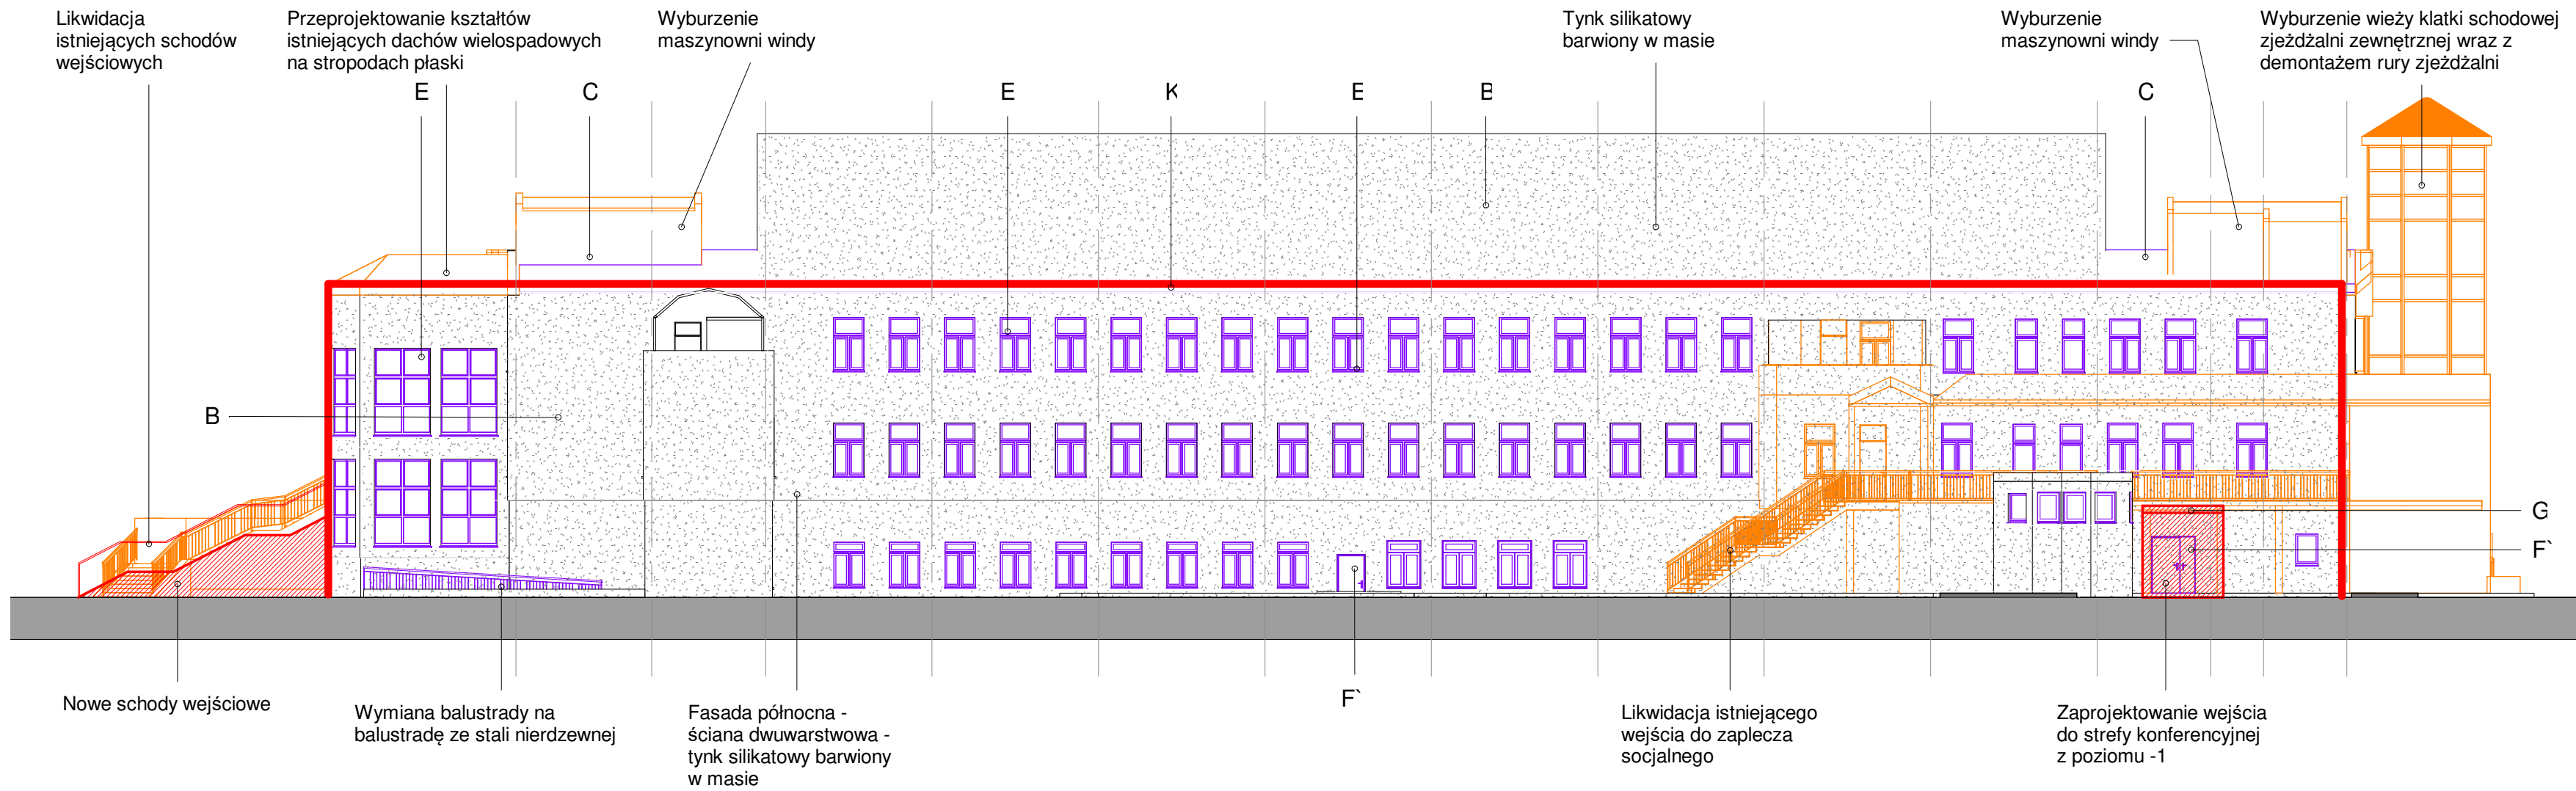 Likwidacja
istniejących schodów
wejściowych
Przeprojektowanie kształtów
istniejących dachów wielospadowych
na stropodach płaski
Wyburzenie
maszynowni windy
Tynk silikatowy
barwiony w masie
Wyburzenie
maszynowni windy
Wyburzenie wieży klatki schodowej
zjeżdżalni zewnętrznej wraz z
demontażem rury zjeżdżalni
E
C
E
K
E
B
C
B
G
F`
F`
Nowe schody wejściowe
Wymiana balustrady na
balustradę ze stali nierdzewnej
Fasada północna -
ściana dwuwarstwowa -
tynk silikatowy barwiony
w masie
Likwidacja istniejącego
wejścia do zaplecza
socjalnego
Zaprojektowanie wejścia
do strefy konferencyjnej
z poziomu -1